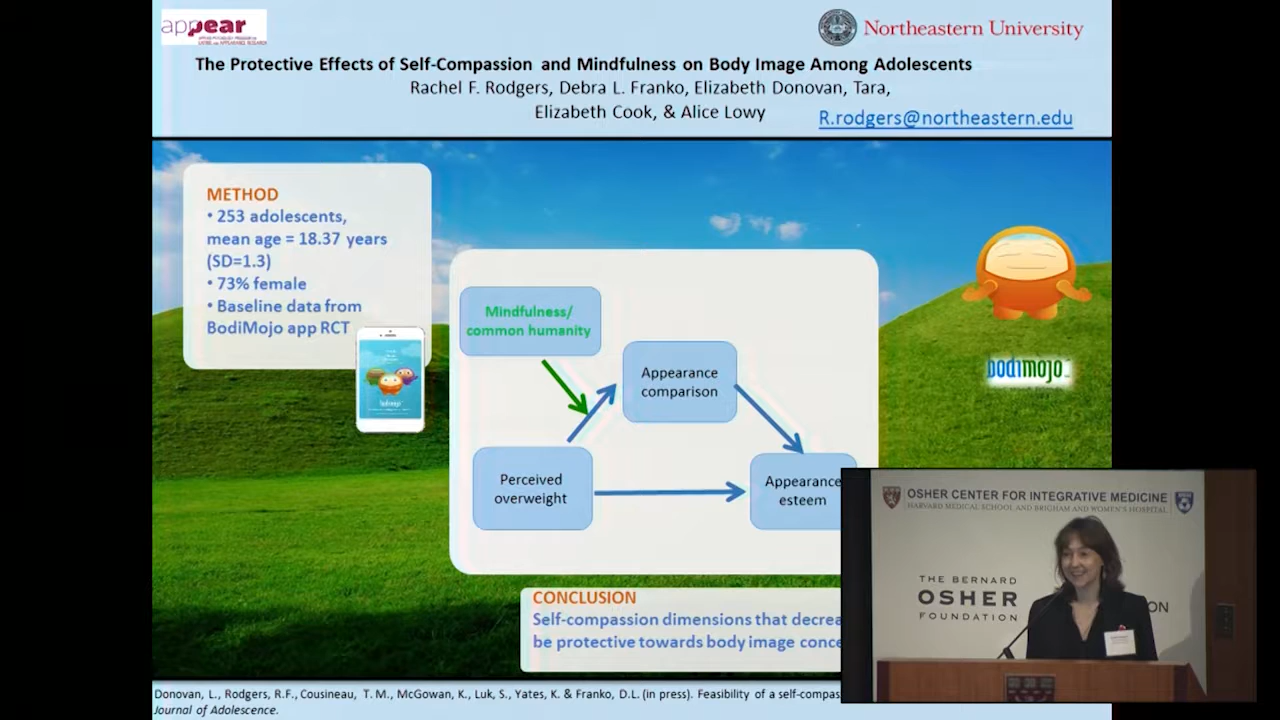 appear
Northeastern University
The Protective Effects of Self-Compassion and Mindfulness on Body Image Among Adolescents
Rachel F. Rodgers, Debra L. Franko, Elizabeth Donovan, Tara,
Elizabeth Cook, & Alice Lowy
R.rodgers@northeastern.edu
METHOD
• 253 adolescents,
mean age = 18.37 years
(SD=1.3)
• 73% female
• Baseline data from
BodiMojo app RCT
Mindfulness/
common humanity
Appearance
comparison
Perceived
overweight
Appearance
esteem
bodimojo
CONCLUSION
Self-compassion dimensions that decrea
be protective towards body image conce
Donovan, L., Rodgers, R.F., Cousineau, T. M., McGowan, K., Luk, S., Yates, K. & Franko, D.L. (in press). Feasibility of a self-compas
Journal of Adolescence.
OSHER CENTER FOR INTEGRATIVE MEDICINE
HARVARD MEDICAL SCHOOL AND BRIGHAM AND WOMEN'S HOSPITAL
THE BERNARD
OSHER
FOUNDATION
ON